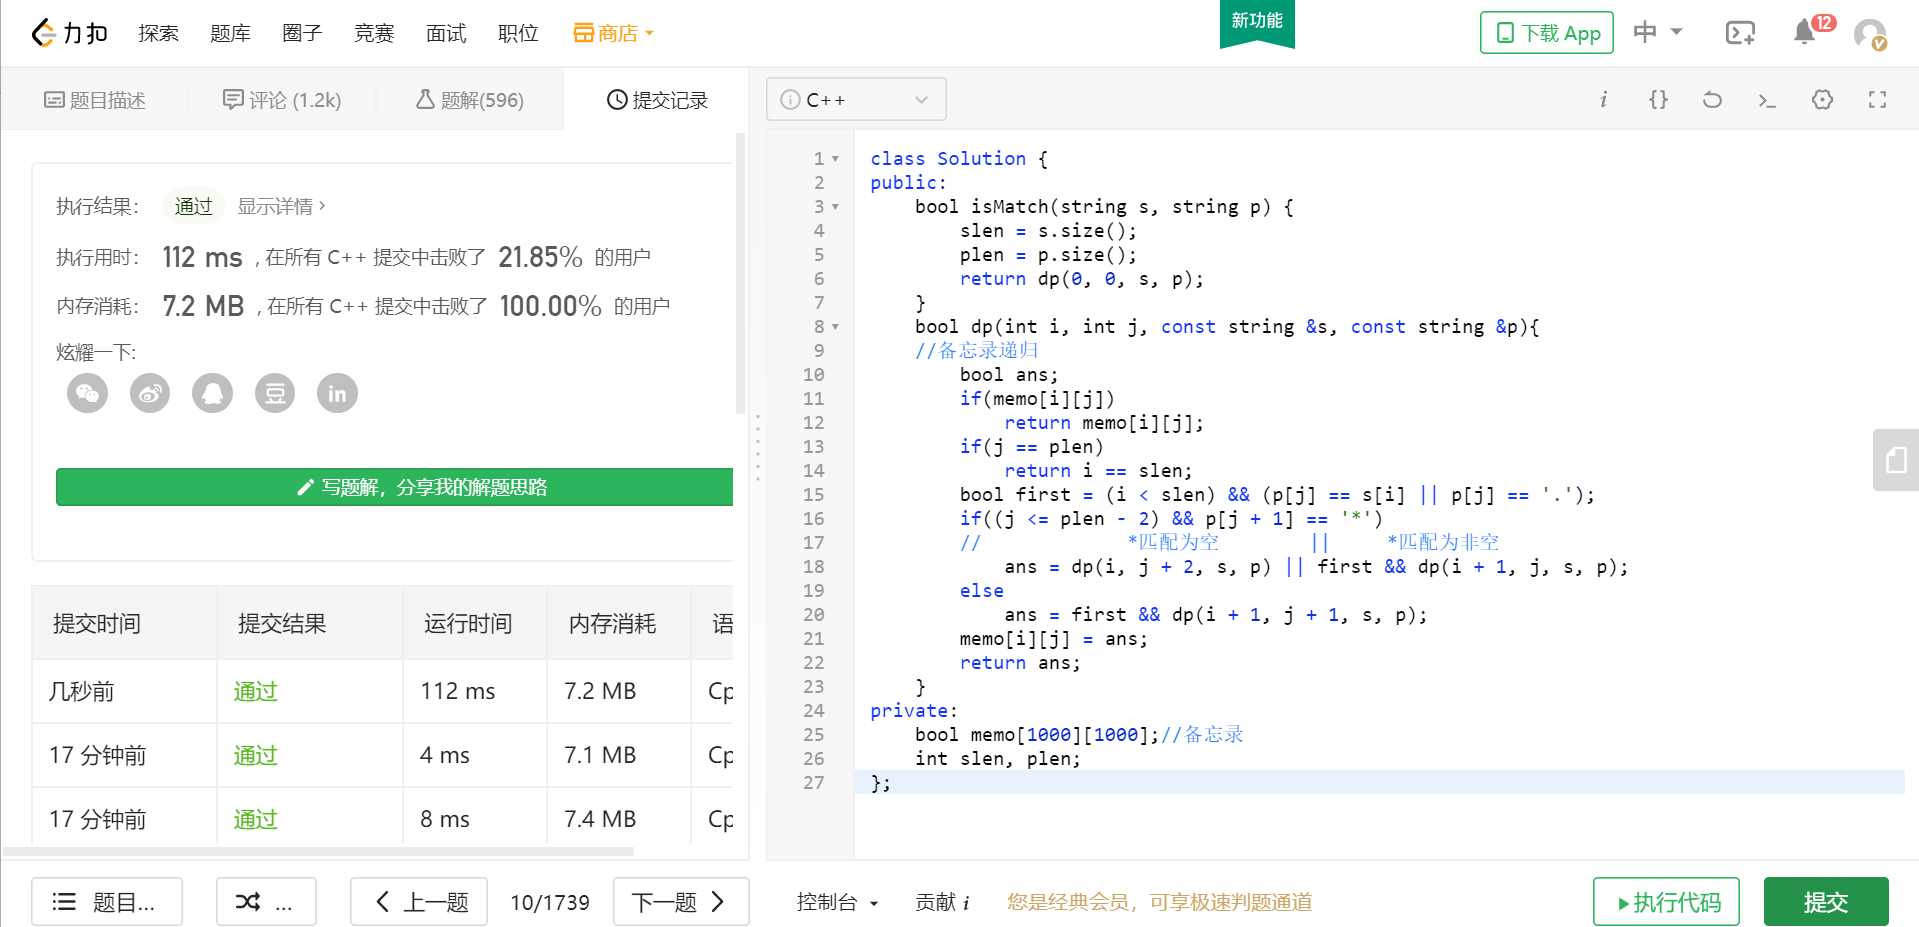 力扣 探索 题库 圈子 竞赛 面试 职位 商店 新功能 下载 App 中 12
题目描述 评论 (1.2k) 题解(596) 提交记录
执行结果： 通过 显示详情 ›
执行用时： 112 ms , 在所有 C++ 提交中击败了 21.85% 的用户
内存消耗： 7.2 MB , 在所有 C++ 提交中击败了 100.00% 的用户
炫耀一下:
豆 in
写题解，分享我的解题思路
提交时间 提交结果 运行时间 内存消耗 语
几秒前 通过 112 ms 7.2 MB Cp
17 分钟前 通过 4 ms 7.1 MB Cp
17 分钟前 通过 8 ms 7.4 MB Cp
题目... ... 上一题 10/1739 下一题
i C++ i {}
1 class Solution {
2 public:
3     bool isMatch(string s, string p) {
4         slen = s.size();
5         plen = p.size();
6         return dp(0, 0, s, p);
7     }
8     bool dp(int i, int j, const string &s, const string &p){
9     //备忘录递归
10         bool ans;
11         if(memo[i][j])
12             return memo[i][j];
13         if(j == plen)
14             return i == slen;
15         bool first = (i < slen) && (p[j] == s[i] || p[j] == '.');
16         if((j <= plen - 2) && p[j + 1] == '*')
17         //             *匹配为空        ||     *匹配为非空
18             ans = dp(i, j + 2, s, p) || first && dp(i + 1, j, s, p);
19         else
20             ans = first && dp(i + 1, j + 1, s, p);
21         memo[i][j] = ans;
22         return ans;
23     }
24 private:
25     bool memo[1000][1000];//备忘录
26     int slen, plen;
27 };
控制台 贡献 i 您是经典会员，可享极速判题通道 执行代码 提交